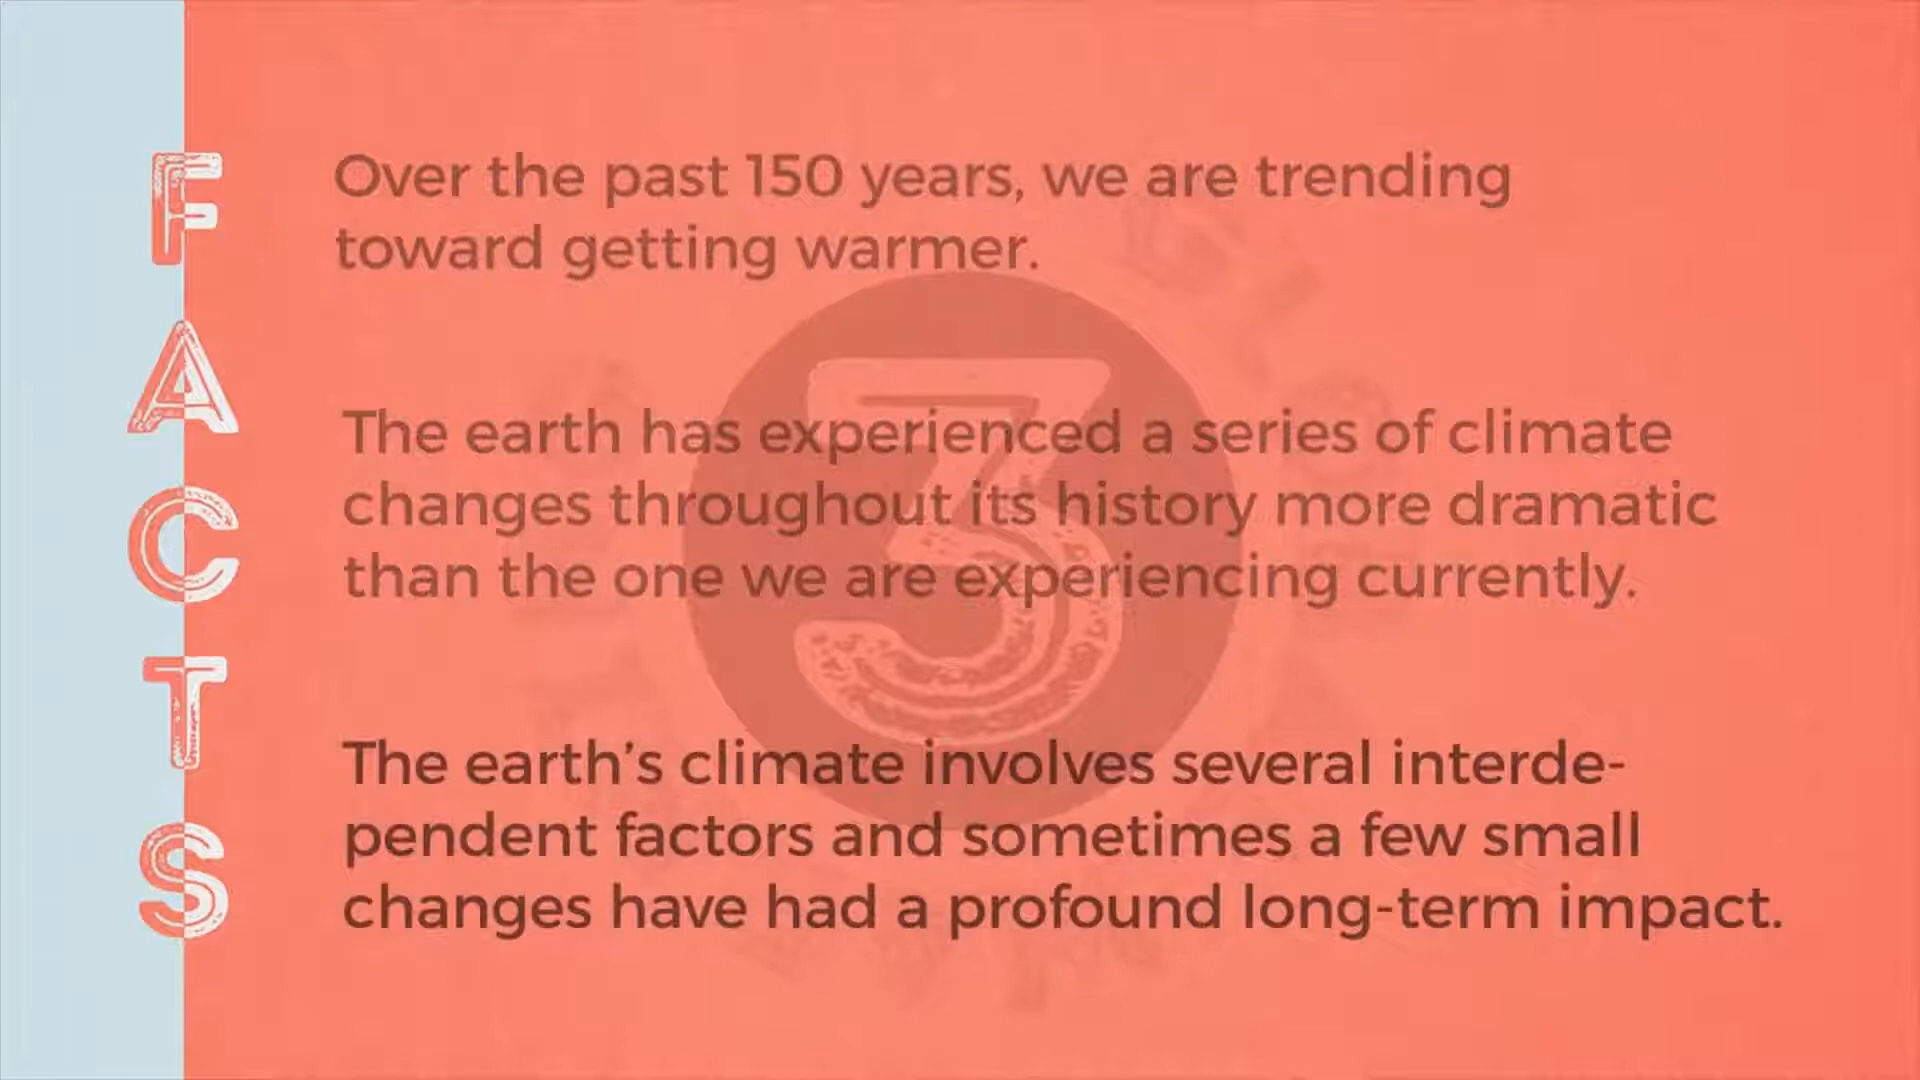 FACTS
Over the past 150 years, we are trending
toward getting warmer.
The earth has experienced a series of climate
changes throughout its history more dramatic
than the one we are experiencing currently.
The earth's climate involves several interde-
pendent factors and sometimes a few small
changes have had a profound long-term impact.
3